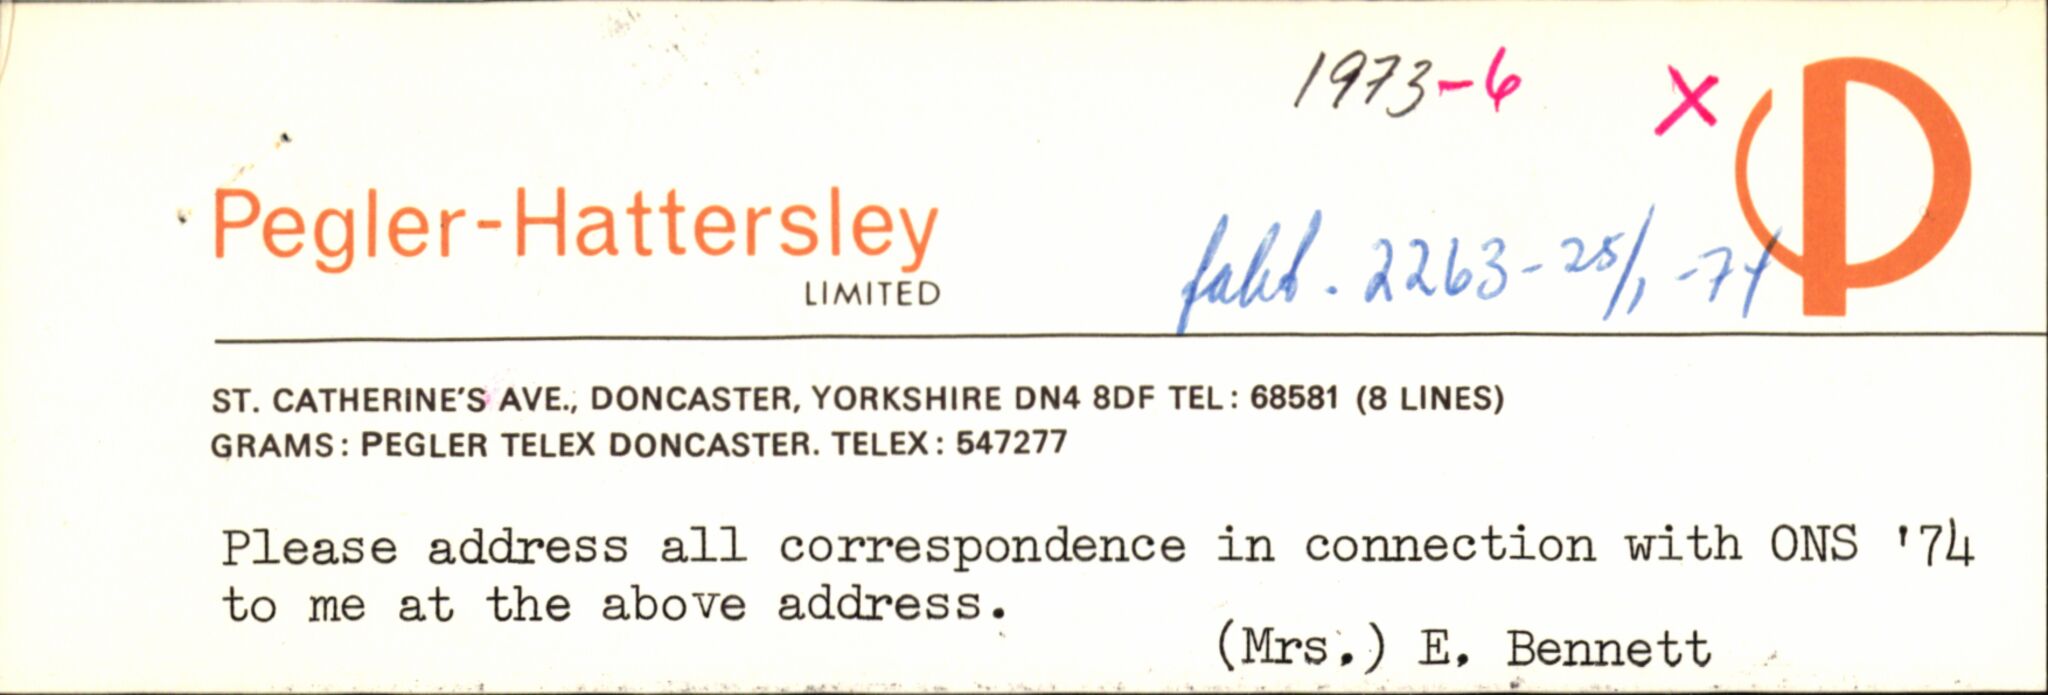 1973-6 X
Pegler-Hattersley
LIMITED
fakt. 2263-25/1-74
ST. CATHERINE'S AVE., DONCASTER, YORKSHIRE DN4 8DF TEL: 68581 (8 LINES)
GRAMS: PEGLER TELEX DONCASTER. TELEX: 547277
Please address all correspondence in connection with ONS '74
to me at the above address.
(Mrs.) E. Bennett